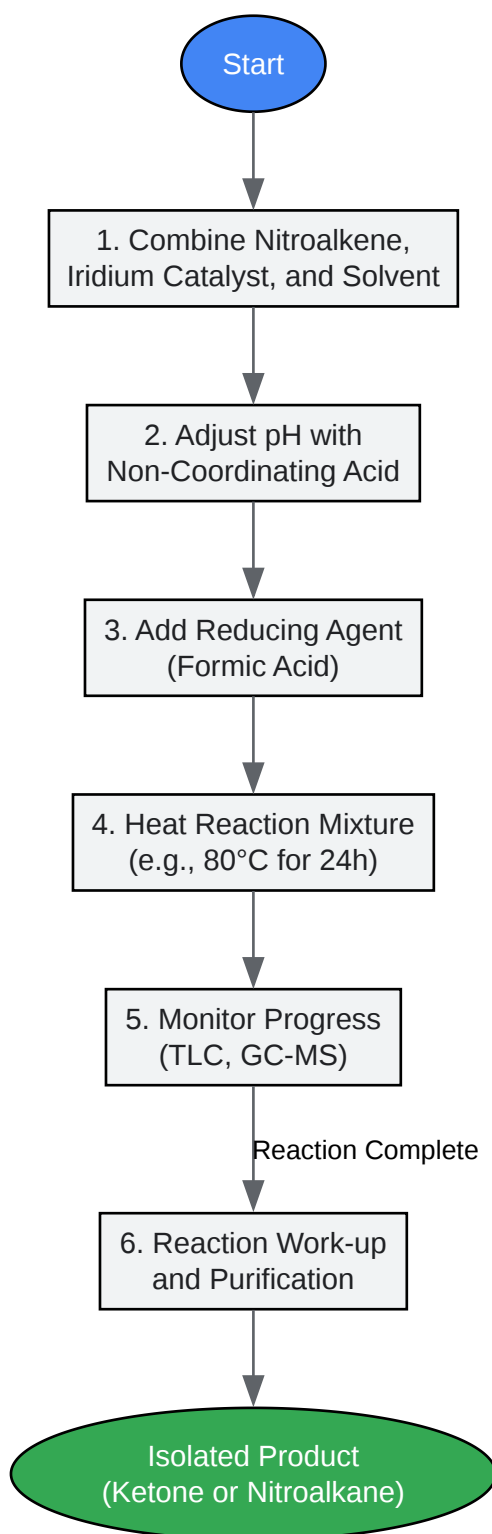 Start
1. Combine Nitroalkene,
Iridium Catalyst, and Solvent
2. Adjust pH with
Non-Coordinating Acid
3. Add Reducing Agent
(Formic Acid)
4. Heat Reaction Mixture
(e.g., 80°C for 24h)
5. Monitor Progress
(TLC, GC-MS)
Reaction Complete
6. Reaction Work-up
and Purification
Isolated Product
(Ketone or Nitroalkane)